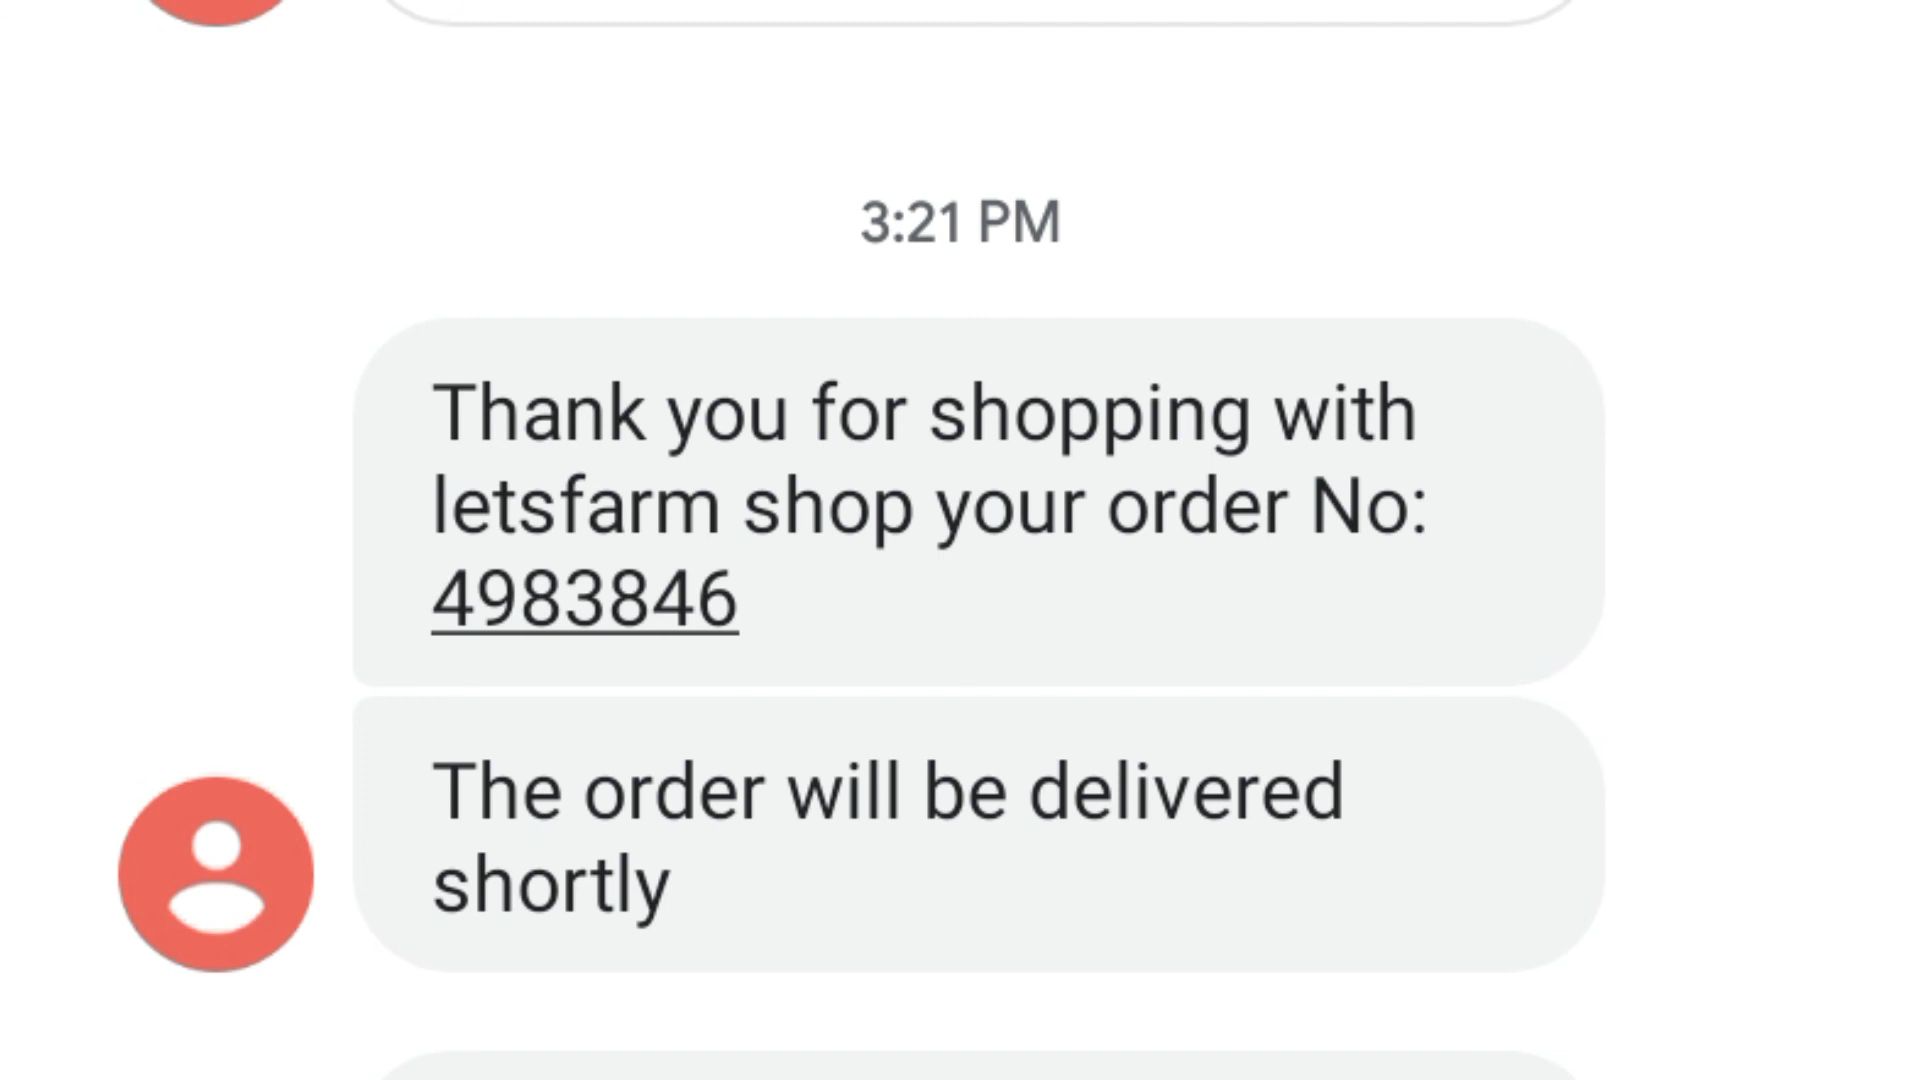 3:21 PM
Thank you for shopping with
letsfarm shop your order No:
4983846
The order will be delivered
shortly